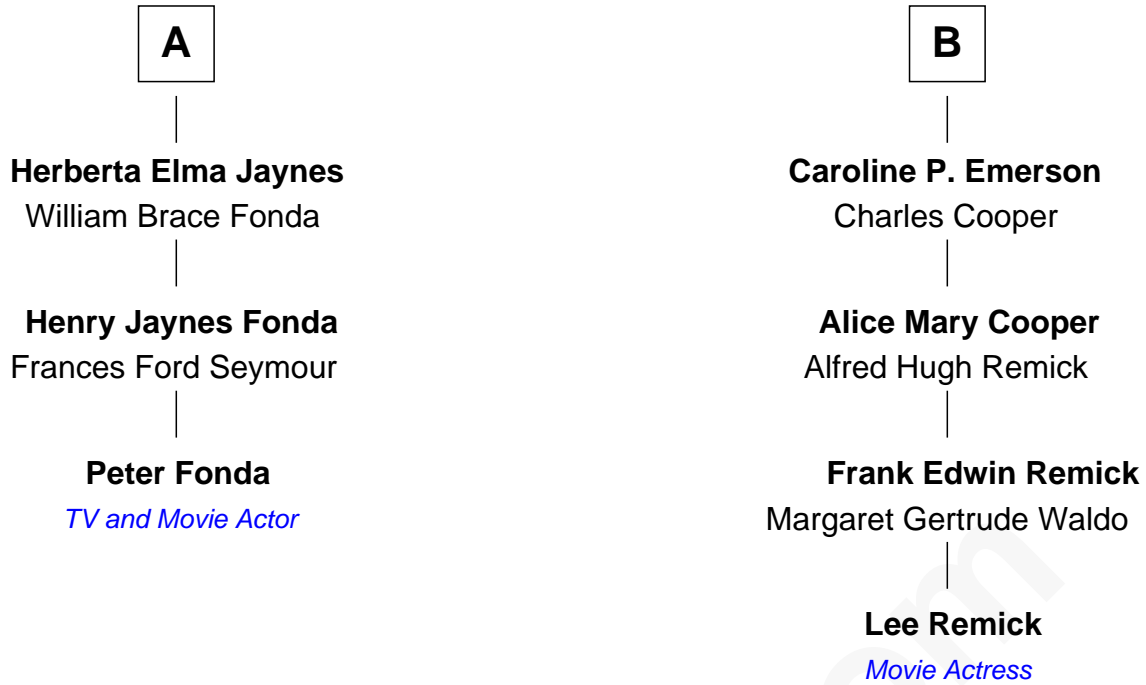 A
Herberta Elma Jaynes
William Brace Fonda
Henry Jaynes Fonda
Frances Ford Seymour
Peter Fonda
TV and Movie Actor
B
Caroline P. Emerson
Charles Cooper
Alice Mary Cooper
Alfred Hugh Remick
Frank Edwin Remick
Margaret Gertrude Waldo
Lee Remick
Movie Actress